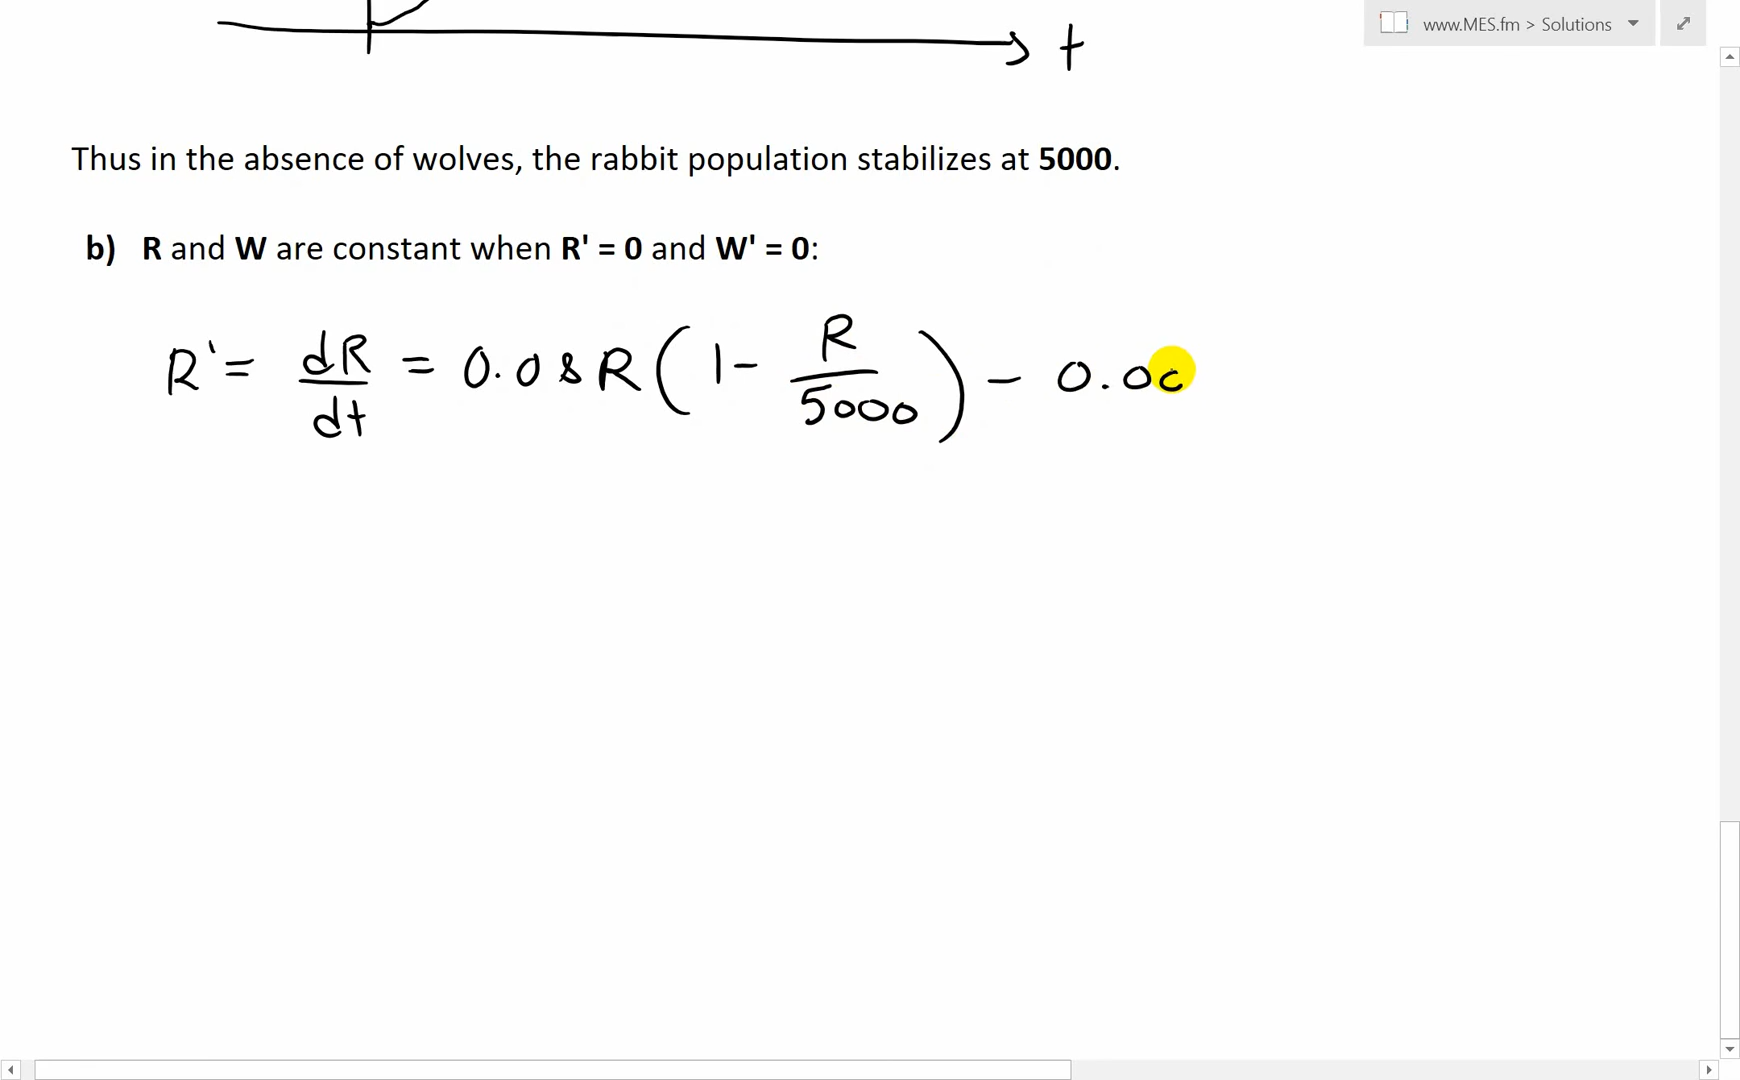 www.MES.fm > Solutions
t
Thus in the absence of wolves, the rabbit population stabilizes at 5000.
b) R and W are constant when R' = 0 and W' = 0:
R' = dR/dt = 0.08R(1 - R/5000) - 0.0